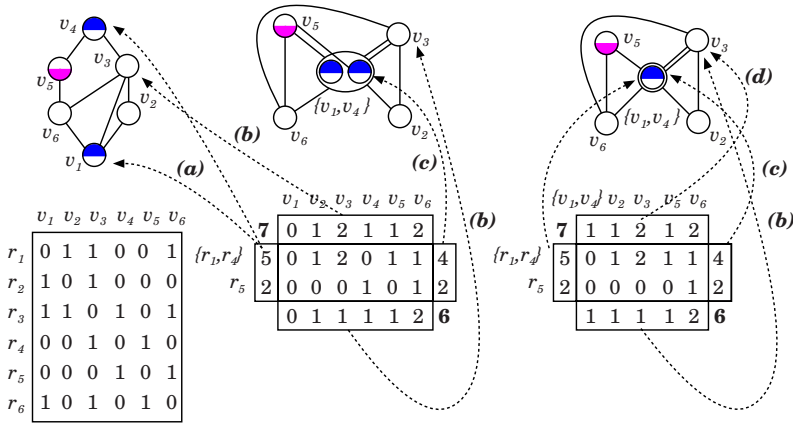 v4
v3
v5
v2
v6
v1
(a)
(b)
v5
v3
{v1,v4}
v6
v2
(c)
(b)
v5
v3
{v1,v4}
v6
v2
(d)
(c)
(b)
v1 v2 v3 v4 v5 v6
r1 0 1 1 0 0 1
r2 1 0 1 0 0 0
r3 1 1 0 1 0 1
r4 0 0 1 0 1 0
r5 0 0 0 1 0 1
r6 1 0 1 0 1 0
v1 v2 v3 v4 v5 v6
7 0 1 2 1 1 2
{r1,r4} 5 0 1 2 0 1 1 4
r5 2 0 0 0 1 0 1 2
0 1 1 1 1 2 6
{v1,v4} v2 v3 v5 v6
7 1 1 2 1 2
{r1,r4} 5 0 1 2 1 1 4
r5 2 0 0 0 0 1 2
1 1 1 1 2 6